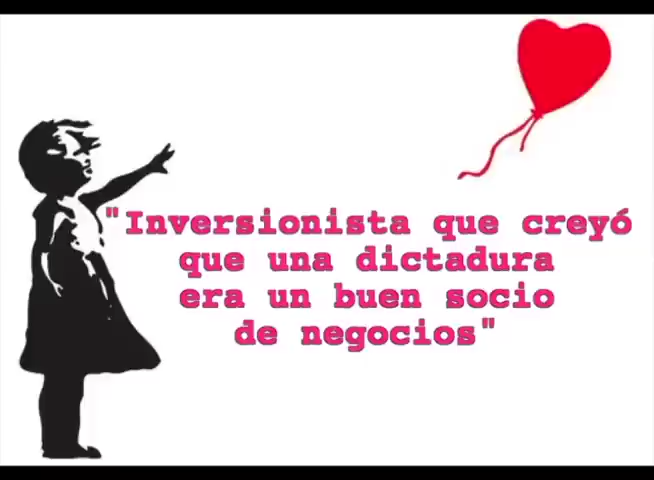 "Inversionista que creyó
que una dictadura
era un buen socio
de negocios"